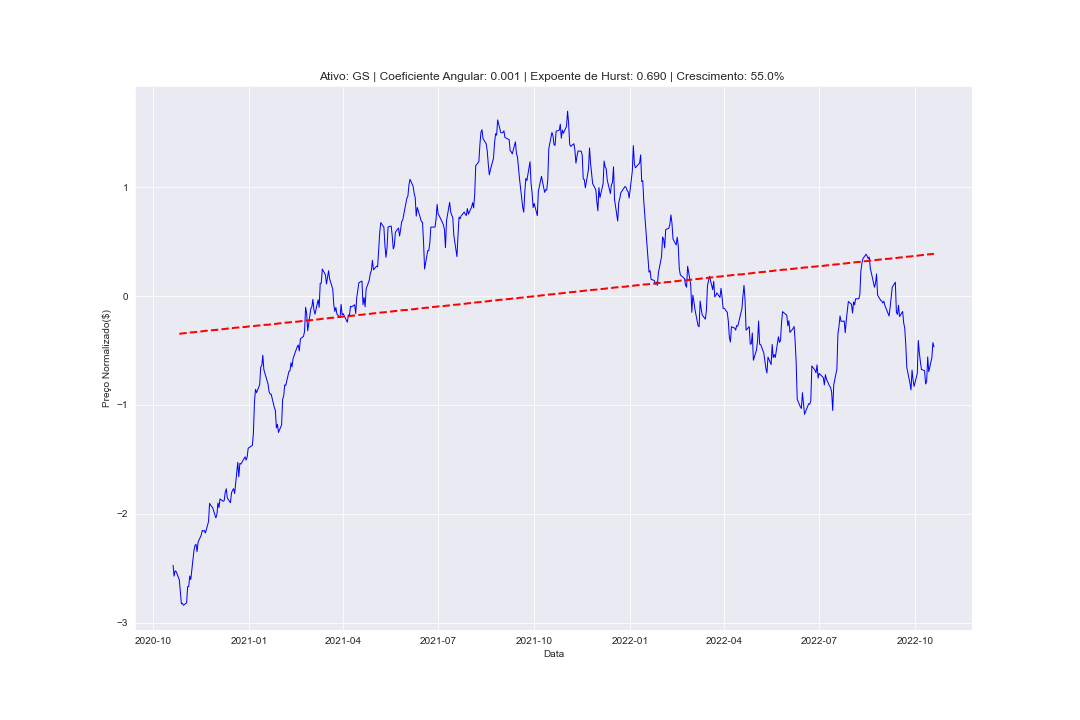 Ativo: GS | Coeficiente Angular: 0.001 | Expoente de Hurst: 0.690 | Crescimento: 55.0%
Preço Normalizado($)
1
0
−1
−2
−3
2020-10 2021-01 2021-04 2021-07 2021-10 2022-01 2022-04 2022-07 2022-10
Data